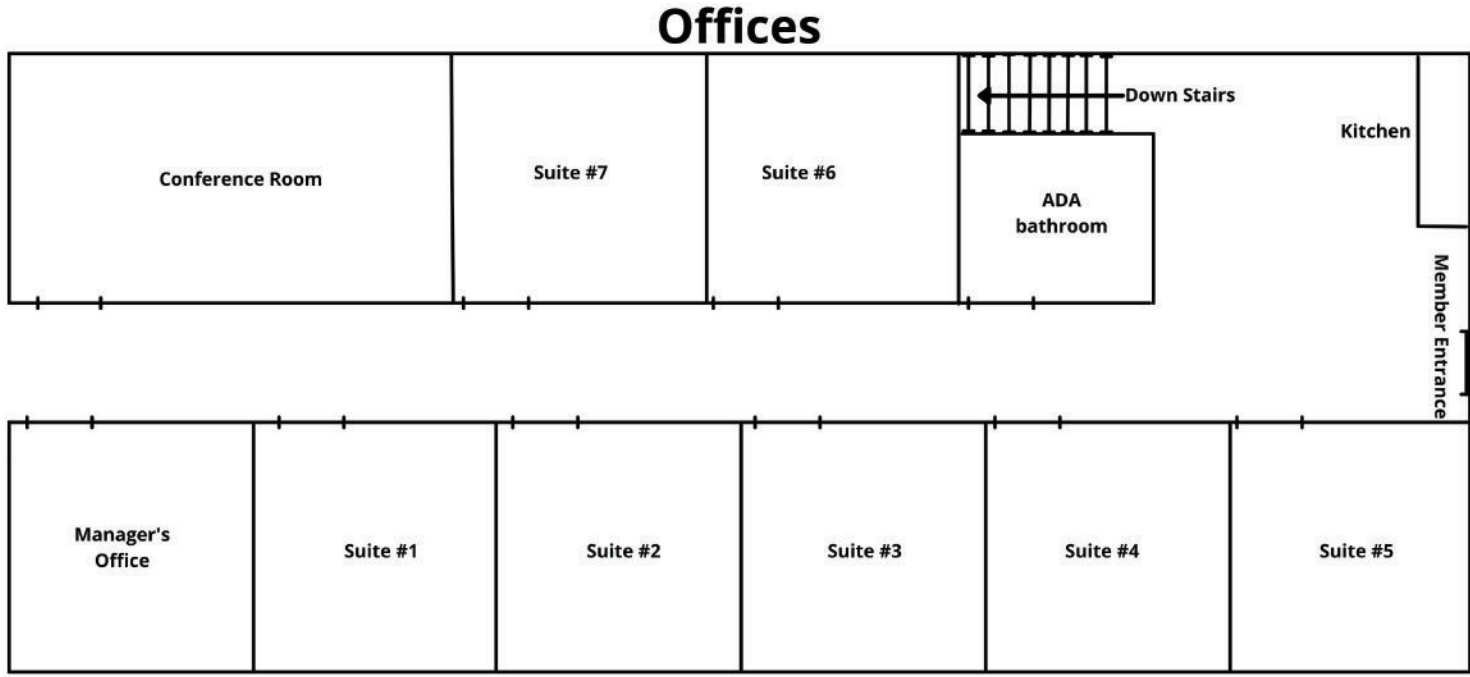 Offices
Down Stairs
Kitchen
Conference Room
Suite #7
Suite #6
ADA
bathroom
Member Entrance
Manager's
Office
Suite #1
Suite #2
Suite #3
Suite #4
Suite #5